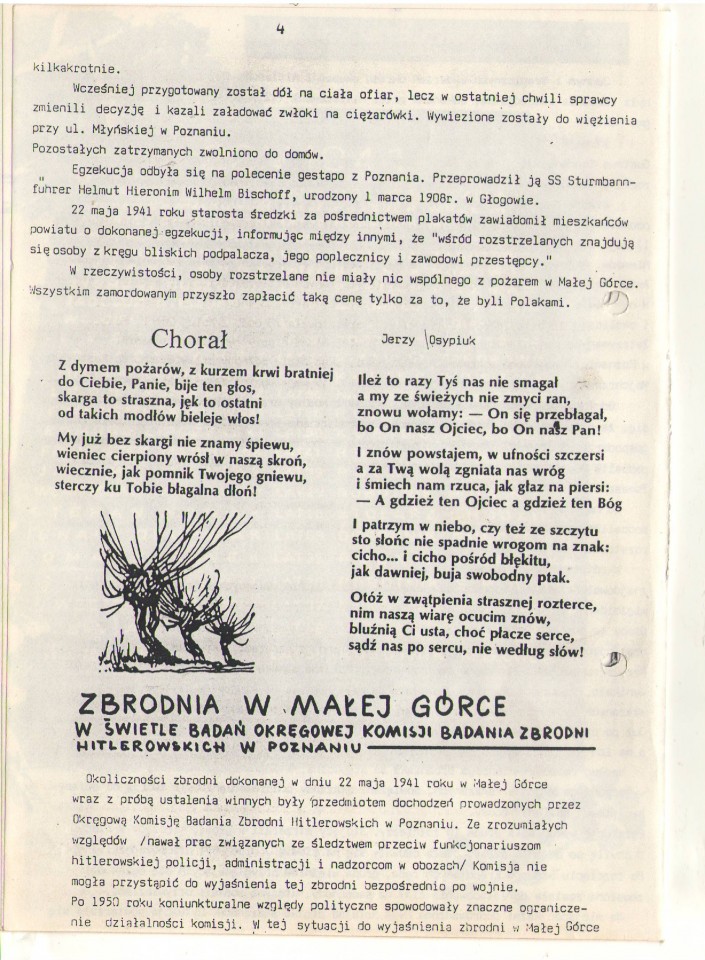 4
kilkakrotnie.
Wcześniej przygotowany został dół na ciała ofiar, lecz w ostatniej chwili sprawcy
zmienili decyzję i kazali załadować zwłoki na ciężarówki. Wywiezione zostały do więzienia
przy ul. Młyńskiej w Poznaniu.
Pozostałych zatrzymanych zwolniono do domów.
Egzekucja odbyła się na polecenie gestapo z Poznania. Przeprowadził ją SS Sturmbann-
führer Helmut Hieronim Wilhelm Bischoff, urodzony 1 marca 1908r. w Głogowie.
22 maja 1941 roku starosta średzki za pośrednictwem plakatów zawiadomił mieszkańców
powiatu o dokonanej egzekucji, informując między innymi, że "wśród rozstrzelanych znajdują
się osoby z kręgu bliskich podpalacza, jego poplecznicy i zawodowi przestępcy."
W rzeczywistości, osoby rozstrzelane nie miały nic wspólnego z pożarem w Małej Górce.
Wszystkim zamordowanym przyszło zapłacić taką cenę tylko za to, że byli Polakami.
Jerzy Osypiuk
Chorał
Z dymem pożarów, z kurzem krwi bratniej
do Ciebie, Panie, bije ten głos,
skarga to straszna, jęk to ostatni
od takich modłów bieleje włos!
My już bez skargi nie znamy śpiewu,
wieniec cierpiony wrósł w naszą skroń,
wiecznie, jak pomnik Twojego gniewu,
sterczy ku Tobie błagalna dłoń!
Ileż to razy Tyś nas nie smagał
a my ze świeżych nie zmyci ran,
znowu wołamy: — On się przebłagał,
bo On nasz Ojciec, bo On nasz Pan!
I znów powstajem, w ufności szczersi
a za Twą wolą zgniata nas wróg
i śmiech nam rzuca, jak głaz na piersi:
— A gdzież ten Ojciec a gdzież ten Bóg
I patrzym w niebo, czy też ze szczytu
sto słońc nie spadnie wrogom na znak:
cicho... i cicho pośród błękitu,
jak dawniej, buja swobodny ptak.
Otóż w zwątpienia strasznej rozterce,
nim naszą wiarę ocucim znów,
bluźnią Ci usta, choć płacze serce,
sądź nas po sercu, nie według słów!
ZBRODNIA W MAŁEJ GÓRCE
W ŚWIETLE BADAŃ OKRĘGOWEJ KOMISJI BADANIA ZBRODNI
HITLEROWSKICH W POZNANIU
Okoliczności zbrodni dokonanej w dniu 22 maja 1941 roku w Małej Górce
wraz z próbą ustalenia winnych były przedmiotem dochodzeń prowadzonych przez
Okręgową Komisję Badania Zbrodni Hitlerowskich w Poznaniu. Ze zrozumiałych
względów /nawał prac związanych ze śledztwem przeciw funkcjonariuszom
hitlerowskiej policji, administracji i nadzorcom w obozach/ Komisja nie
mogła przystąpić do wyjaśnienia tej zbrodni bezpośrednio po wojnie.
Po 1950 roku koniunkturalne względy polityczne spowodowały znaczne ogranicze-
nie działalności komisji. W tej sytuacji do wyjaśnienia zbrodni w Małej Górce